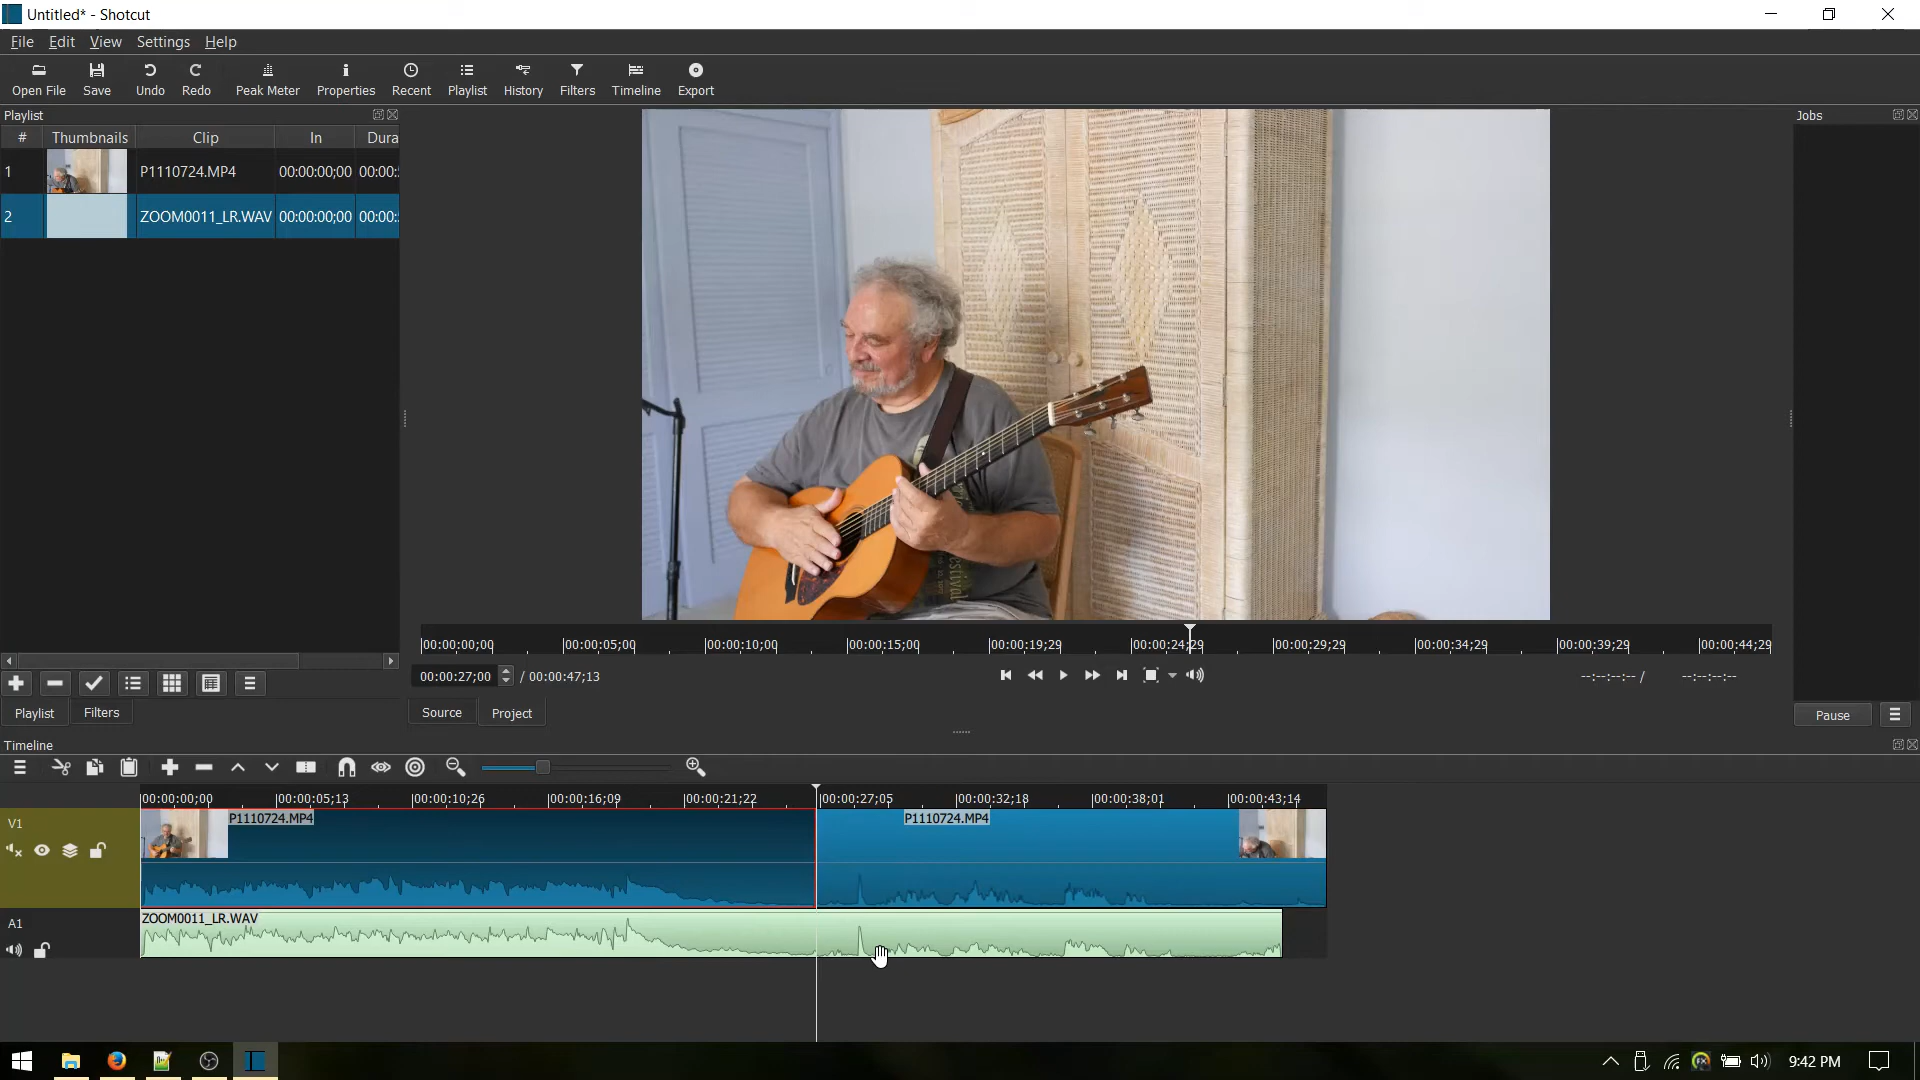 Untitled* - Shotcut
File Edit View Settings Help
Open File Save Undo Redo Peak Meter Properties Recent Playlist History Filters Timeline Export
Playlist
Jobs
# Thumbnails Clip In Dura
1 P1110724.MP4 00:00:00;00 00:00:
2 ZOOM0011_LR.WAV 00:00:00;00 00:00:
00:00:00;00 00:00:05;00 00:00:10;00 00:00:15;00 00:00:19;29 00:00:24;29 00:00:29;29 00:00:34;29 00:00:39;29 00:00:44;29
00:00:27;00 / 00:00:47;13 --:--:--:-- / --:--:--:--
Playlist Filters Source Project Pause
Timeline
00:00:00;00 00:00:05;13 00:00:10;26 00:00:16;09 00:00:21;22 00:00:27;05 00:00:32;18 00:00:38;01 00:00:43;14
V1 P1110724.MP4 P1110724.MP4
A1 ZOOM0011_LR.WAV
9:42 PM